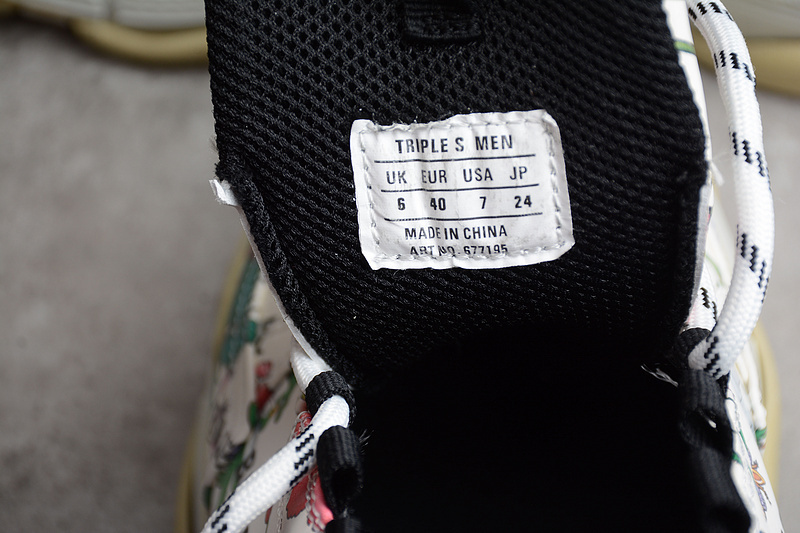 TRIPLE S MEN
UK EUR USA JP
6 40 7 24
MADE IN CHINA
ART NO. 677195